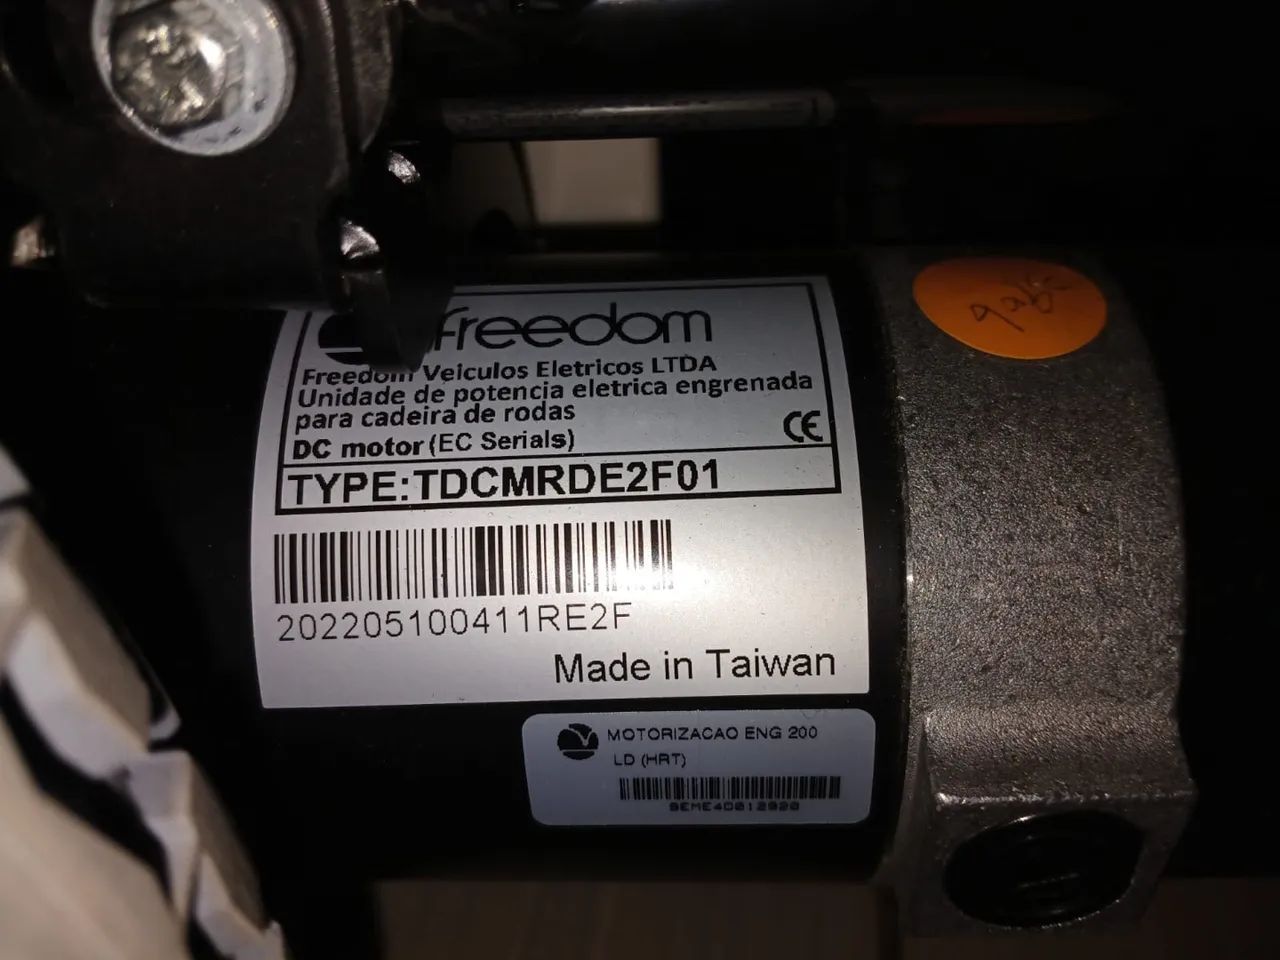 Freedom
Freedom Veiculos Eletricos LTDA
Unidade de potencia eletrica engrenada
para cadeira de rodas
DC motor (EC Serials)
CE
TYPE:TDCMRDE2F01
202205100411RE2F
Made in Taiwan
MOTORIZACAO ENG 200
LD (HRT)